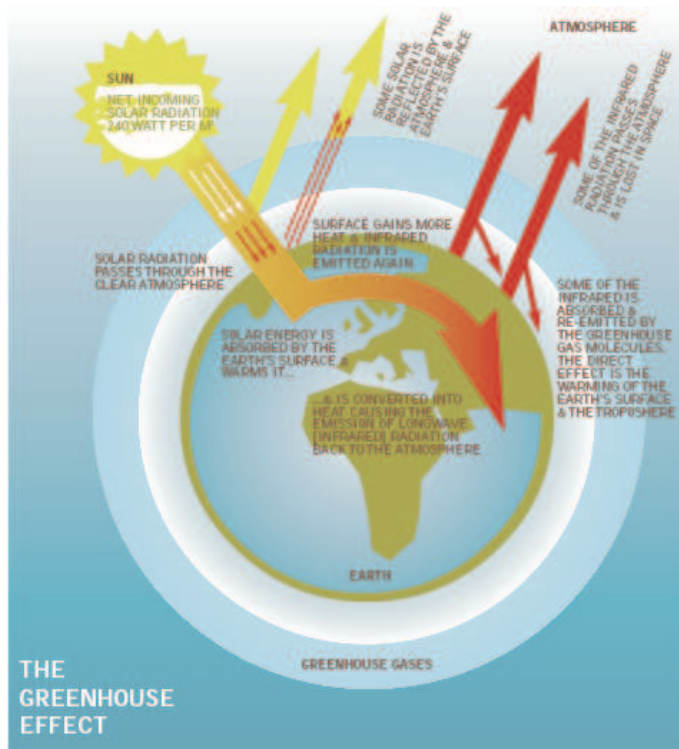 ATMOSPHERE
SUN
NET INCOMING
SOLAR RADIATION
240 WATT PER M²
SOME SOLAR
RADIATION IS
REFLECTED BY THE
ATMOSPHERE &
EARTH'S SURFACE
SOME OF THE INFRARED
RADIATION PASSES
THROUGH THE ATMOSPHERE
& IS LOST IN SPACE
SOLAR RADIATION
PASSES THROUGH THE
CLEAR ATMOSPHERE
SURFACE GAINS MORE
HEAT & INFRARED
RADIATION IS
EMITTED AGAIN
SOME OF THE
INFRARED IS
ABSORBED &
RE-EMITTED BY
THE GREENHOUSE
GAS MOLECULES.
THE DIRECT
EFFECT IS THE
WARMING OF THE
EARTH'S SURFACE
& THE TROPOSHERE
SOLAR ENERGY IS
ABSORBED BY THE
EARTH'S SURFACE &
WARMS IT...
...& IS CONVERTED INTO
HEAT CAUSING THE
EMISSION OF LONGWAVE
[INFRARED] RADIATION
BACK TO THE ATMOSPHERE
EARTH
GREENHOUSE GASES
THE
GREENHOUSE
EFFECT